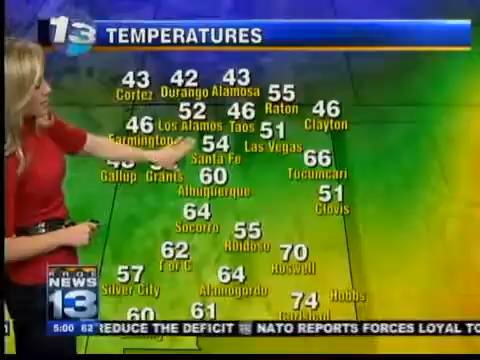 13 TEMPERATURES
43 42 43
Cortez Durango Alamosa
55
Raton
52 46 46
Los Alamos Taos Clayton
46 51
Farmington Las Vegas
54
Santa Fe
66
Tucumcari
Gallup Grants
60
Albuquerque
51
Clovis
64
Socorro
55
Ruidoso
62 70
T or C Roswell
57 64
Silver City Alamogordo
KRQE
NEWS
13
74 Hobbs
Carlsbad
60 61
5:00 62 REDUCE THE DEFICIT NATO REPORTS FORCES LOYAL TO